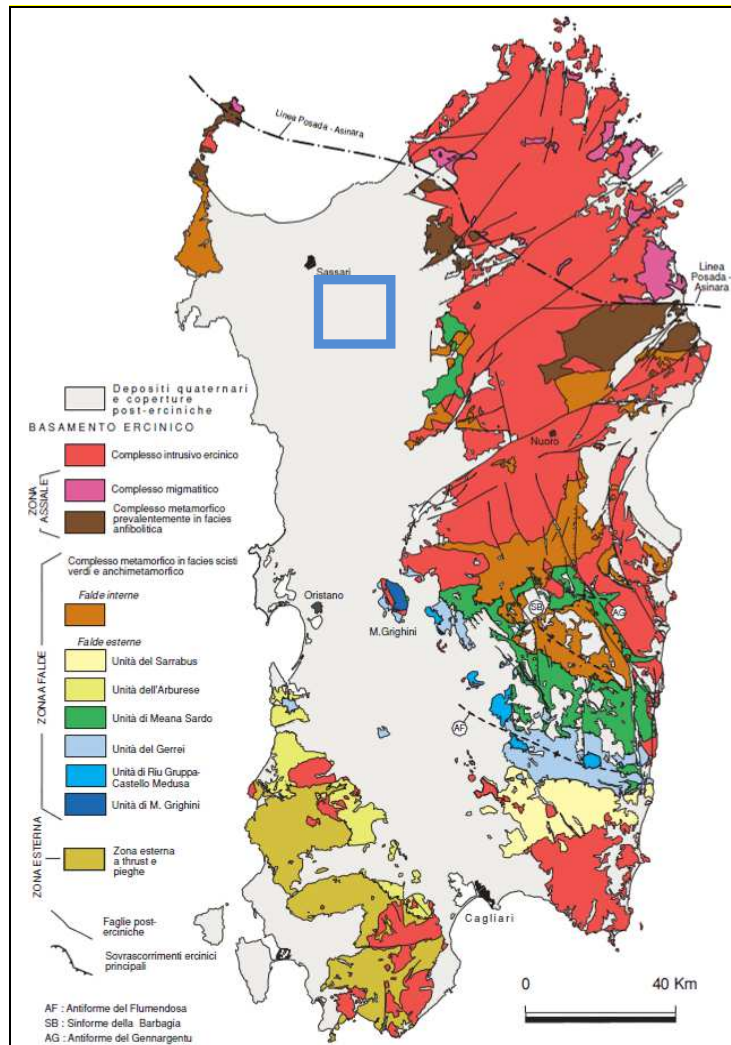 Linea Posada - Asinara
Sassari
Linea
Posada -
Asinara
Nuoro
Oristano
M.Grighini
SB
AG
AF
Cagliari
Depositi quaternari
e coperture
post-erciniche
BASAMENTO ERCINICO
ZONA
ASSIALE
Complesso intrusivo ercinico
Complesso migmatitico
Complesso metamorfico
prevalentemente in facies
anfibolitica
ZONA A FALDE
Complesso metamorfico in facies scisti
verdi e anchimetamorfico
Falde interne
Falde esterne
Unità del Sarrabus
Unità dell'Arburese
Unità di Meana Sardo
Unità del Gerrei
Unità di Riu Gruppa-
Castello Medusa
Unità di M. Grighini
ZONA ESTERNA
Zona esterna
a thrust e
pieghe
Faglie post-
erciniche
Sovrascorrimenti ercinici
principali
AF : Antiforme del Flumendosa
SB : Sinforme della Barbagia
AG : Antiforme del Gennargentu
0 40 Km